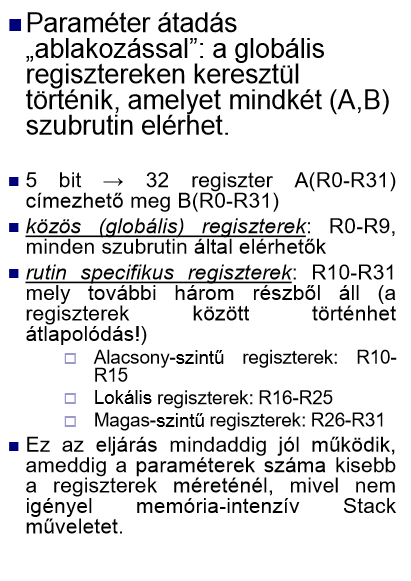 Paraméter átadás
„ablakozással”: a globális
regisztereken keresztül
történik, amelyet mindkét (A,B)
szubrutin elérhet.
5 bit → 32 regiszter A(R0-R31)
címezhető meg B(R0-R31)
közös (globális) regiszterek: R0-R9,
minden szubrutin által elérhetők
rutin specifikus regiszterek: R10-R31
mely további három részből áll (a
regiszterek között történhet
átlapolódás!)
Alacsony-szintű regiszterek: R10-
R15
Lokális regiszterek: R16-R25
Magas-szintű regiszterek: R26-R31
Ez az eljárás mindaddig jól működik,
ameddig a paraméterek száma kisebb
a regiszterek méreténél, mivel nem
igényel memória-intenzív Stack
műveletet.